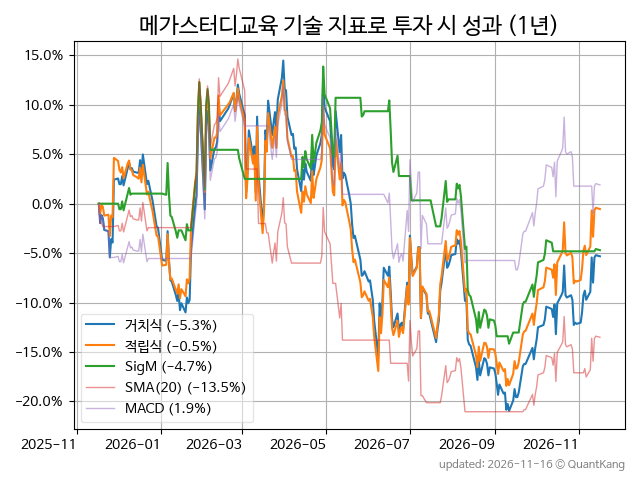 메가스터디교육 기술 지표로 투자 시 성과 (1년)
15.0%
10.0%
5.0%
0.0%
−5.0%
−10.0%
−15.0%
−20.0%
거치식 (−5.3%)
적립식 (−0.5%)
SigM (−4.7%)
SMA(20) (−13.5%)
MACD (1.9%)
2025-11
2026-01
2026-03
2026-05
2026-07
2026-09
2026-11
updated: 2026-11-16 © QuantKang